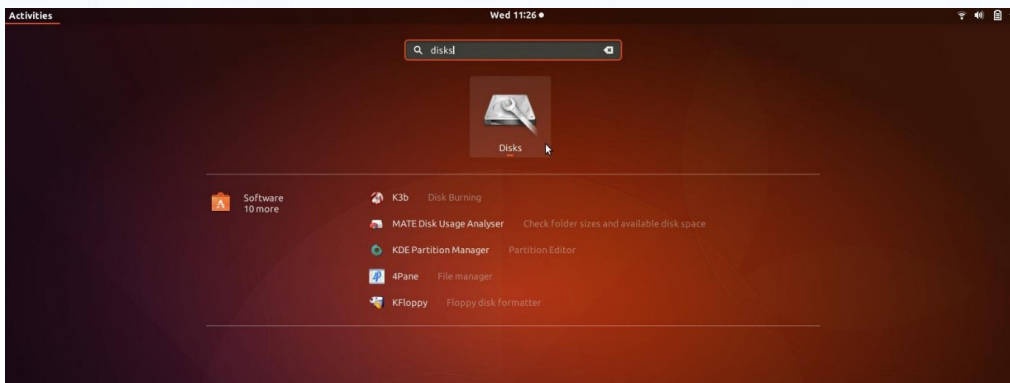 Activities
Wed 11:26
disks
Disks
Software
10 more
K3b Disk Burning
MATE Disk Usage Analyser Check folder sizes and available disk space
KDE Partition Manager Partition Editor
4Pane File manager
KFloppy Floppy disk formatter